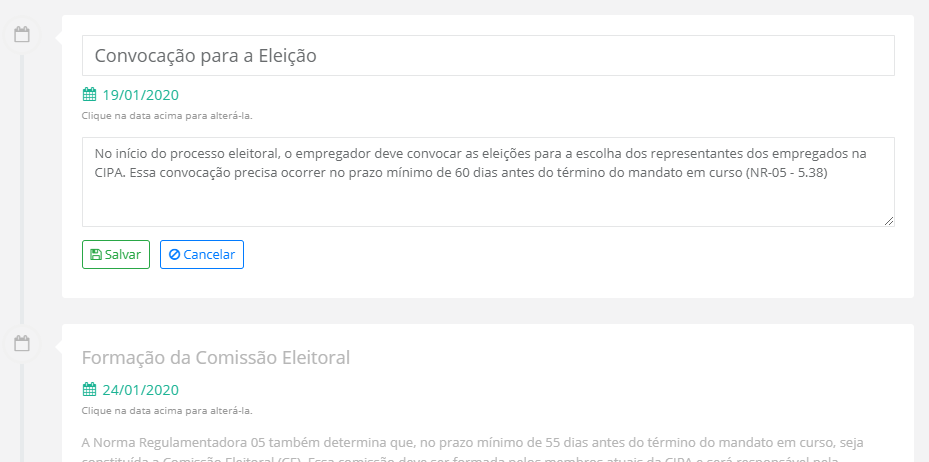 Convocação para a Eleição
19/01/2020
Clique na data acima para alterá-la.
No início do processo eleitoral, o empregador deve convocar as eleições para a escolha dos representantes dos empregados na
CIPA. Essa convocação precisa ocorrer no prazo mínimo de 60 dias antes do término do mandato em curso (NR-05 - 5.38)
Salvar Cancelar
Formação da Comissão Eleitoral
24/01/2020
Clique na data acima para alterá-la.
A Norma Regulamentadora 05 também determina que, no prazo mínimo de 55 dias antes do término do mandato em curso, seja
constituída a Comissão Eleitoral (CE). Essa comissão deve ser formada pelos membros atuais da CIPA e será responsável pela